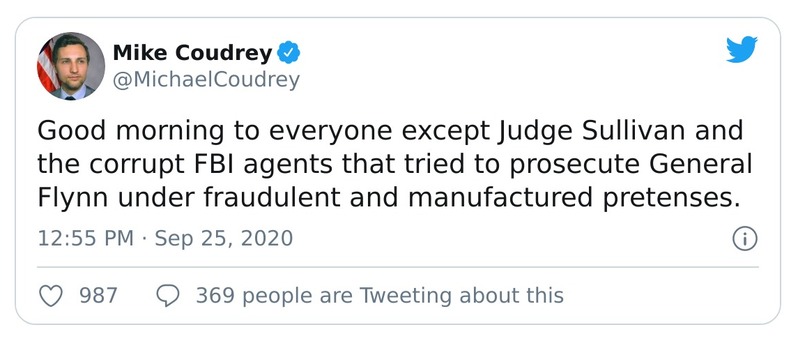 Mike Coudrey
@MichaelCoudrey
Good morning to everyone except Judge Sullivan and
the corrupt FBI agents that tried to prosecute General
Flynn under fraudulent and manufactured pretenses.
12:55 PM · Sep 25, 2020
987 369 people are Tweeting about this